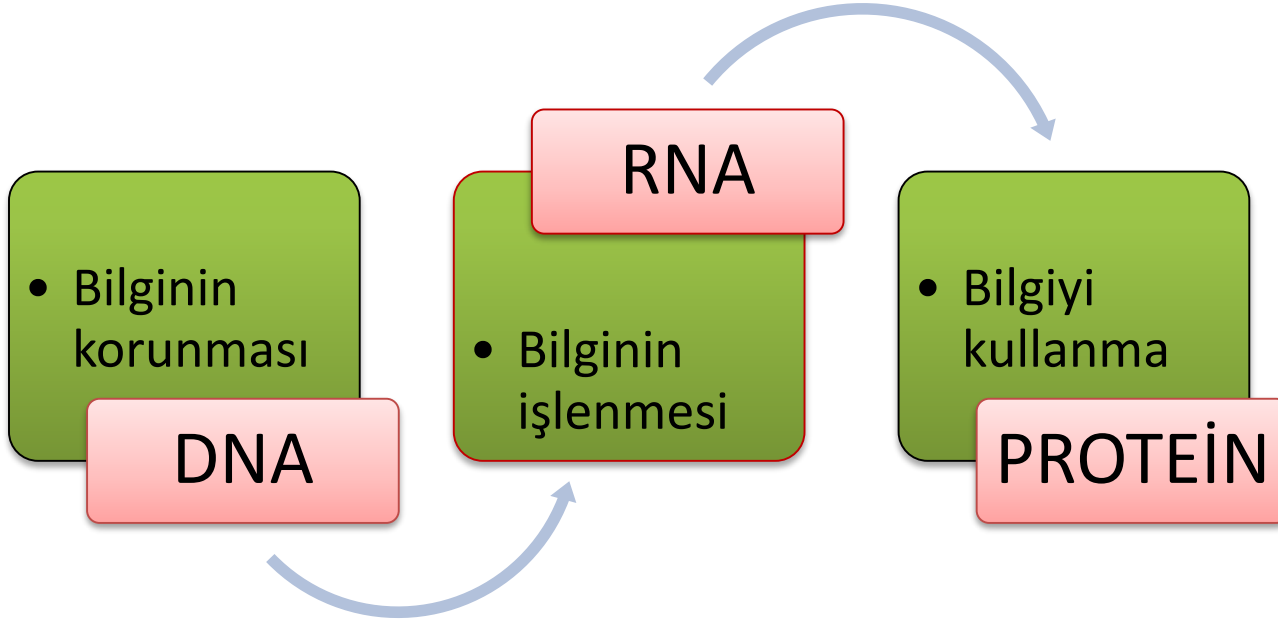 • Bilginin
korunması
DNA
RNA
• Bilginin
işlenmesi
• Bilgiyi
kullanma
PROTEİN